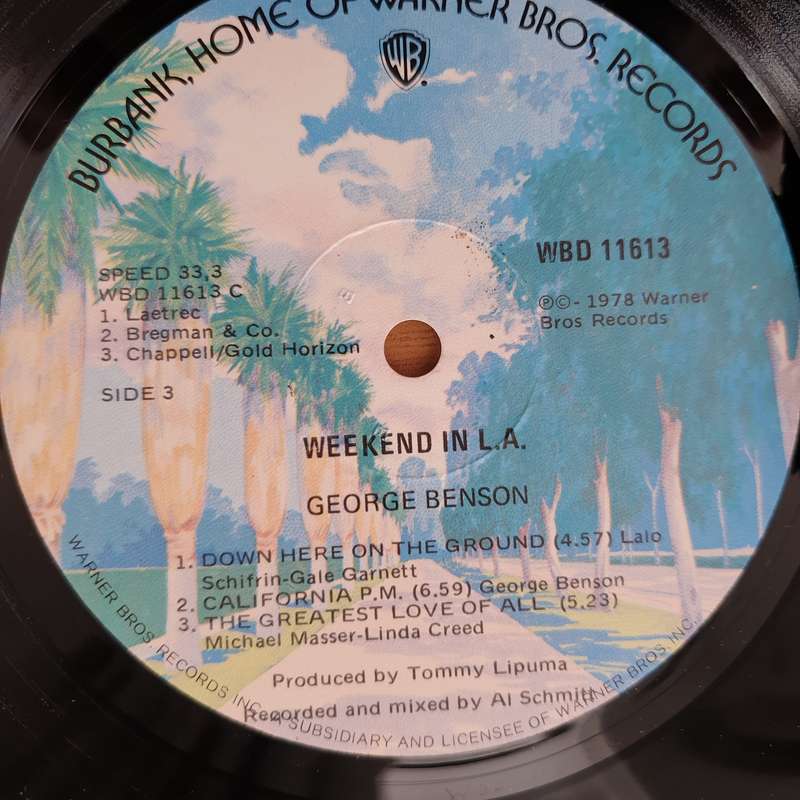 BURBANK, HOME OF WARNER BROS. RECORDS
WB
WBD 11613
SPEED 33,3
WBD 11613 C
1. Laetrec
2. Bregman & Co.
3. Chappell/Gold Horizon
SIDE 3
℗©- 1978 Warner
Bros Records
WEEKEND IN L.A.
GEORGE BENSON
1. DOWN HERE ON THE GROUND (4.57) Lalo
Schifrin-Gale Garnett
2. CALIFORNIA P.M. (6.59) George Benson
3. THE GREATEST LOVE OF ALL (5.23)
Michael Masser-Linda Creed
Produced by Tommy Lipuma
Recorded and mixed by Al Schmitt
WARNER BROS. RECORDS INC. A SUBSIDIARY AND LICENSEE OF WARNER BROS INC.